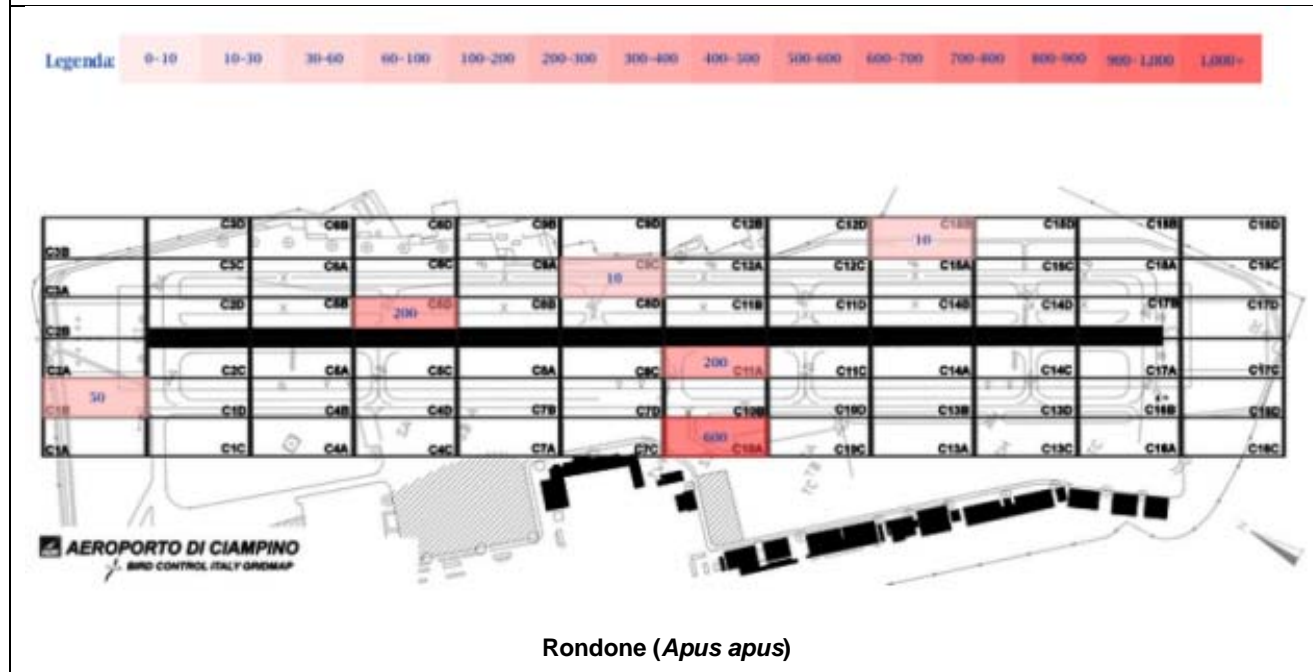 Legenda: 0-10 10-30 30-60 60-100 100-200 200-300 300-400 400-500 500-600 600-700 700-800 800-900 900-1,000 1,000+
C3B C3D C6B C6D C9B C9D C12B C12D C15B C15D C18B C18D
10
C3A C3C C6A C6C C9A C9C C12A C12C C15A C15C C18A C18C
10
C2B C2D C5B C5D C8B C8D C11B C11D C14B C14D C17B C17D
200
C2A C2C C5A C5C C8A C8C C11A C11C C14A C14C C17A C17C
200
C1B C1D C4B C4D C7B C7D C10B C10D C13B C13D C16B C16D
50
C1A C1C C4A C4C C7A C7C C10A C10C C13A C13C C16A C16C
600
AEROPORTO DI CIAMPINO
BIRD CONTROL ITALY GRIDMAP
Rondone (Apus apus)